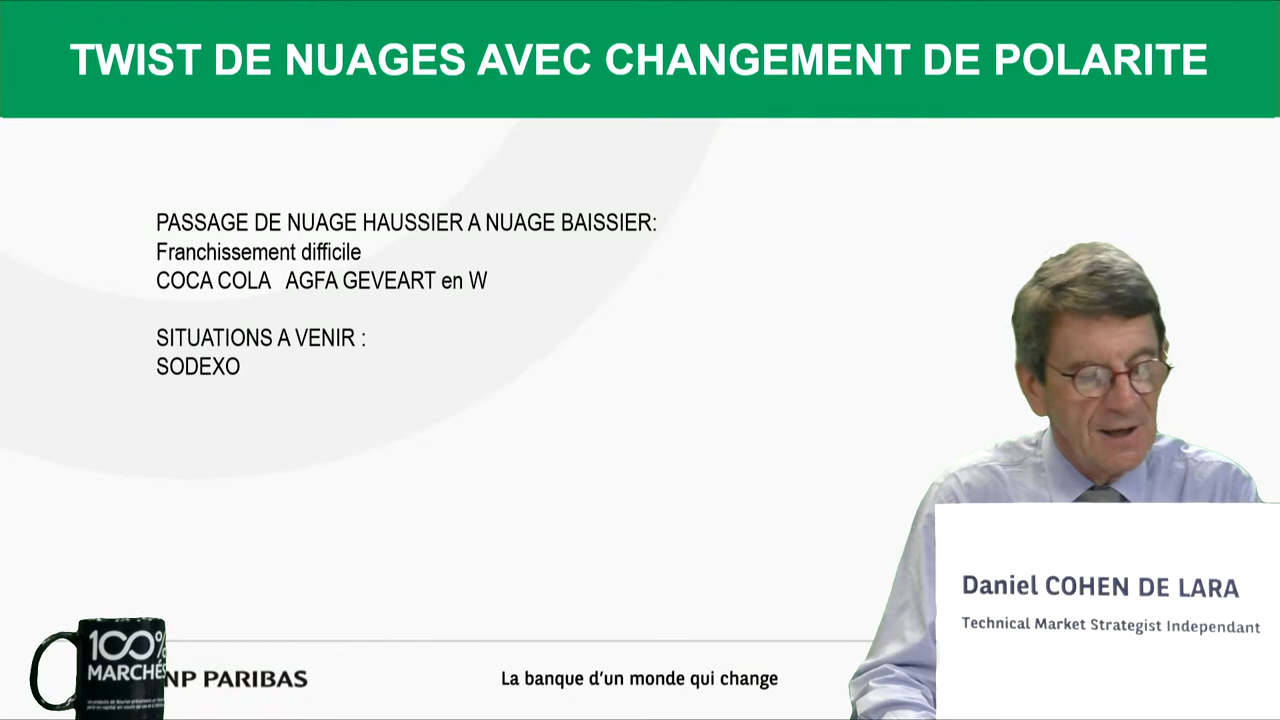 TWIST DE NUAGES AVEC CHANGEMENT DE POLARITE
PASSAGE DE NUAGE HAUSSIER A NUAGE BAISSIER:
Franchissement difficile
COCA COLA AGFA GEVEART en W
SITUATIONS A VENIR :
SODEXO
Daniel COHEN DE LARA
Technical Market Strategist Independant
100%
MARCHÉS
NP PARIBAS
La banque d'un monde qui change